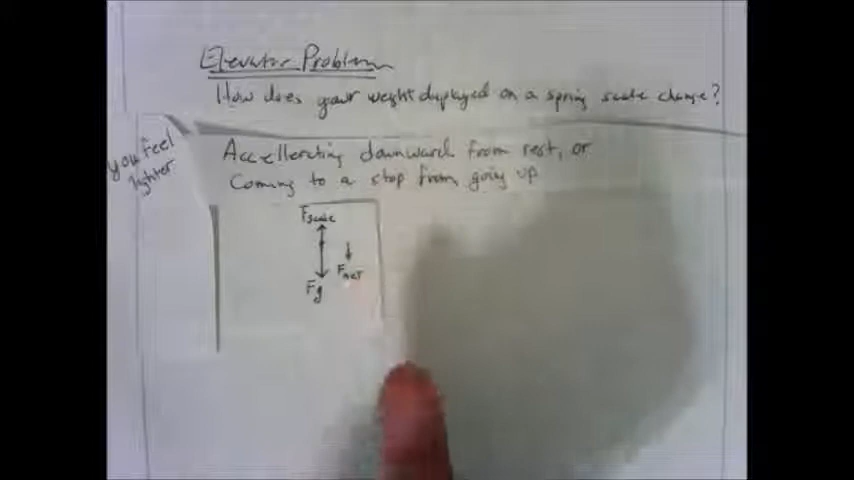 Elevator Problem
How does your weight displayed on a spring scale change?
you feel
lighter
Accellerating downward from rest, or
Coming to a stop from going up
Fscale
Fnet
Fg